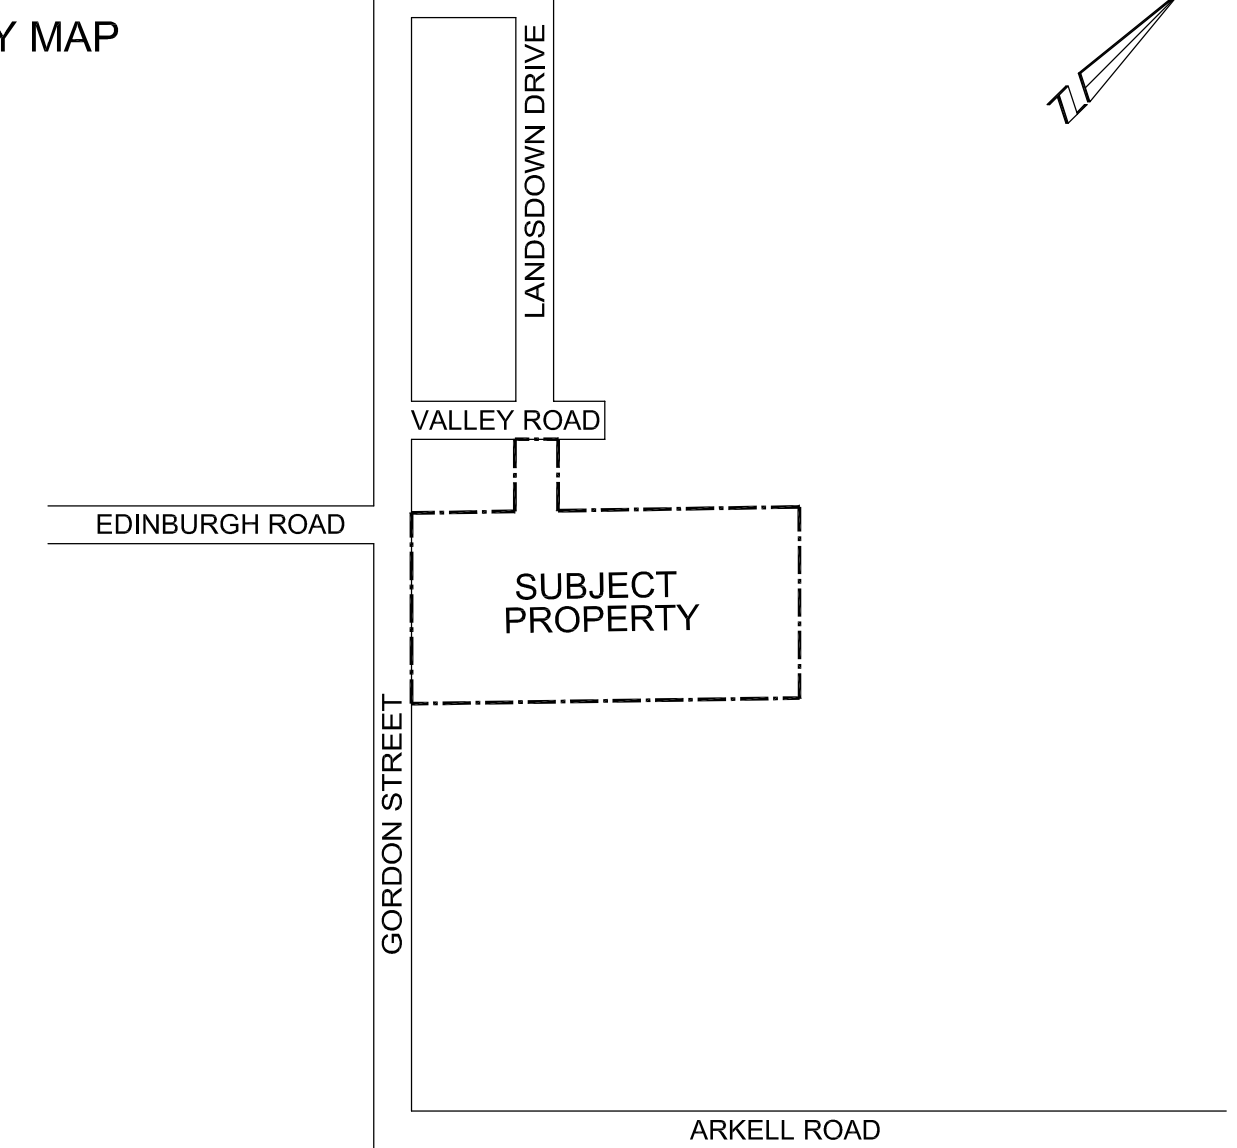 Y MAP
LANDSDOWN DRIVE
VALLEY ROAD
EDINBURGH ROAD
SUBJECT
PROPERTY
GORDON STREET
ARKELL ROAD